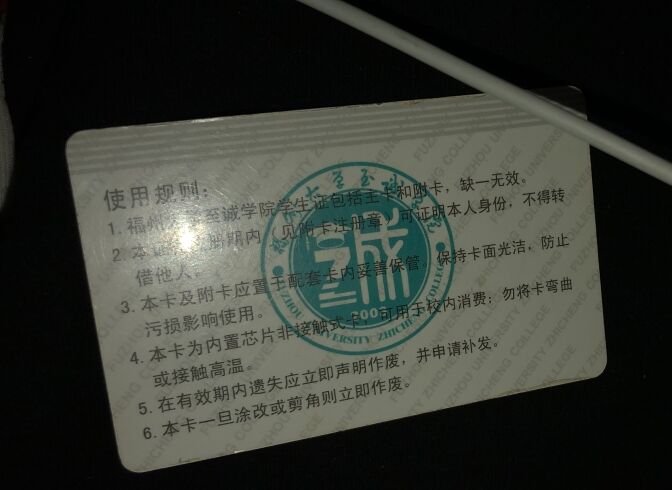 使用规则:
1. 福州 至诚学院学生证包括主卡和附卡,缺一无效。
2. 本 期内(见附卡注册章)可证明本人身份,不得转
借他人
3. 本卡及附卡应置于配套卡内妥善保管。保持卡面光洁,防止
污损影响使用。
4. 本卡为内置芯片非接触式卡,可用于校内消费;勿将卡弯曲
或接触高温。
5. 在有效期内遗失应立即声明作废,并申请补发。
6. 本卡一旦涂改或剪角则立即作废。
诚
FUZHOU UNIVERSITY ZHICHENG COLLEGE